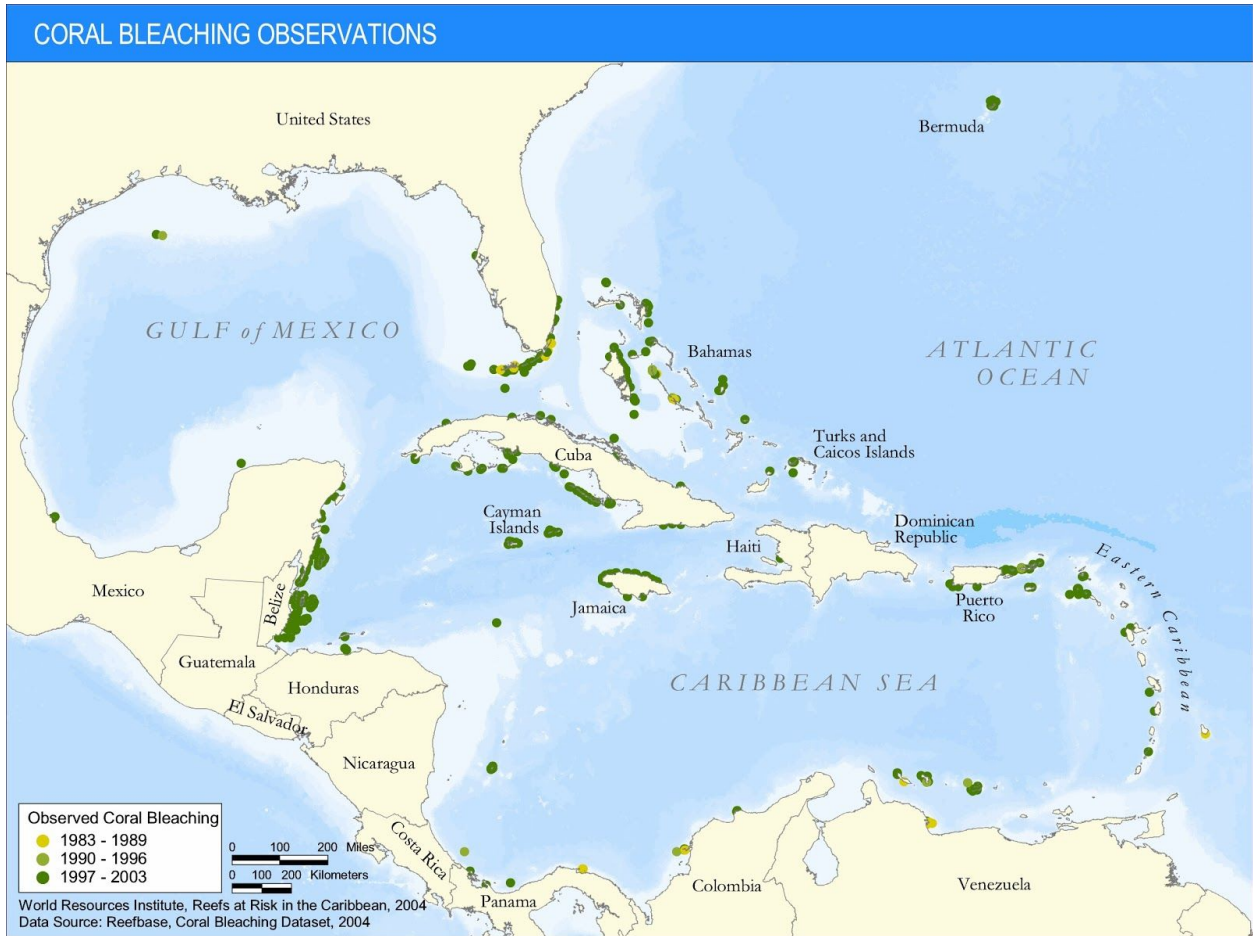 CORAL BLEACHING OBSERVATIONS
United States
Bermuda
GULF of MEXICO
ATLANTIC
OCEAN
Bahamas
Turks and
Caicos Islands
Cuba
Cayman
Islands
Dominican
Republic
Haiti
Eastern Caribbean
Mexico
Belize
Jamaica
Puerto
Rico
Guatemala
Honduras
CARIBBEAN SEA
El Salvador
Nicaragua
Costa Rica
Panama
Colombia
Venezuela
Observed Coral Bleaching
1983 - 1989
1990 - 1996
1997 - 2003
0 100 200 Miles
0 100 200 Kilometers
World Resources Institute, Reefs at Risk in the Caribbean, 2004
Data Source: Reefbase, Coral Bleaching Dataset, 2004